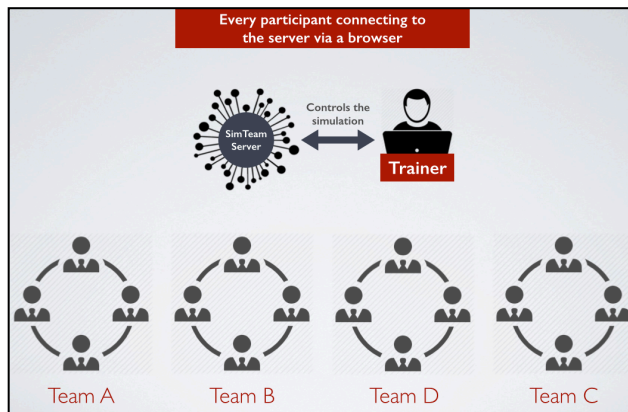 Every participant connecting to
the server via a browser
Controls the
simulation
SimTeam
Server
Trainer
Team A
Team B
Team D
Team C